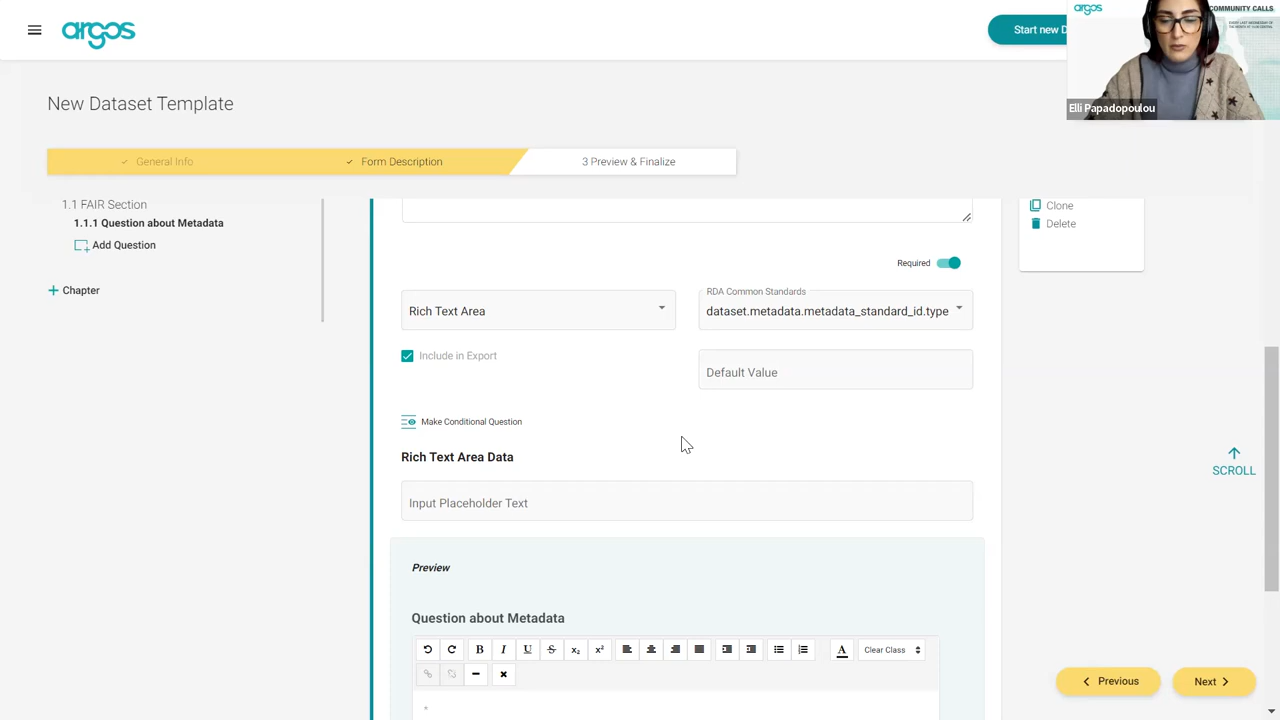 argos
Start new D
argos
COMMUNITY CALLS
Elli Papadopoulou
New Dataset Template
General Info
Form Description
3 Preview & Finalize
1.1 FAIR Section
1.1.1 Question about Metadata
Add Question
Chapter
Clone
Delete
Required
Rich Text Area
RDA Common Standards
dataset.metadata.metadata_standard_id.type
Include in Export
Default Value
Make Conditional Question
Rich Text Area Data
Input Placeholder Text
SCROLL
Preview
Question about Metadata
B I U S x₂ x² A Clear Class
Previous
Next